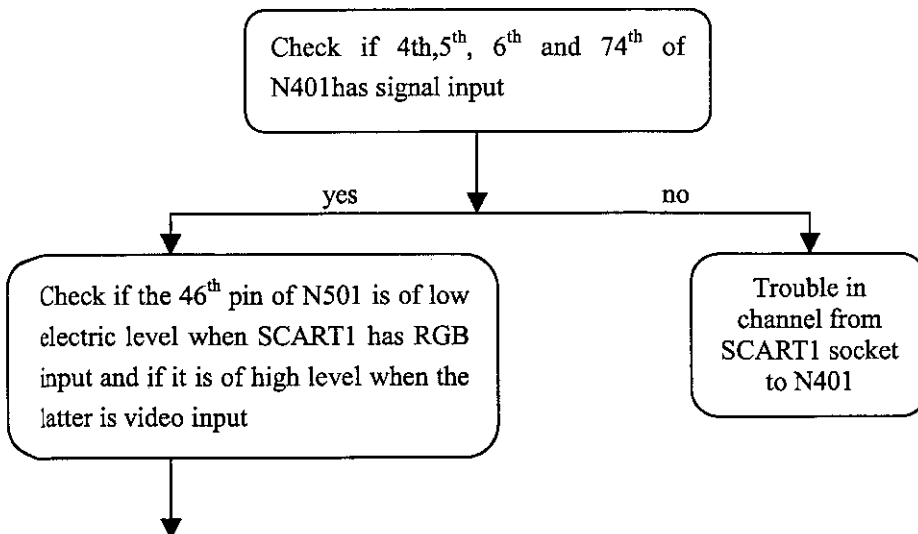 Check if 4th,5th, 6th and 74th of
N401has signal input
yes
no
Check if the 46th pin of N501 is of low
electric level when SCART1 has RGB
input and if it is of high level when the
latter is video input
Trouble in
channel from
SCART1 socket
to N401